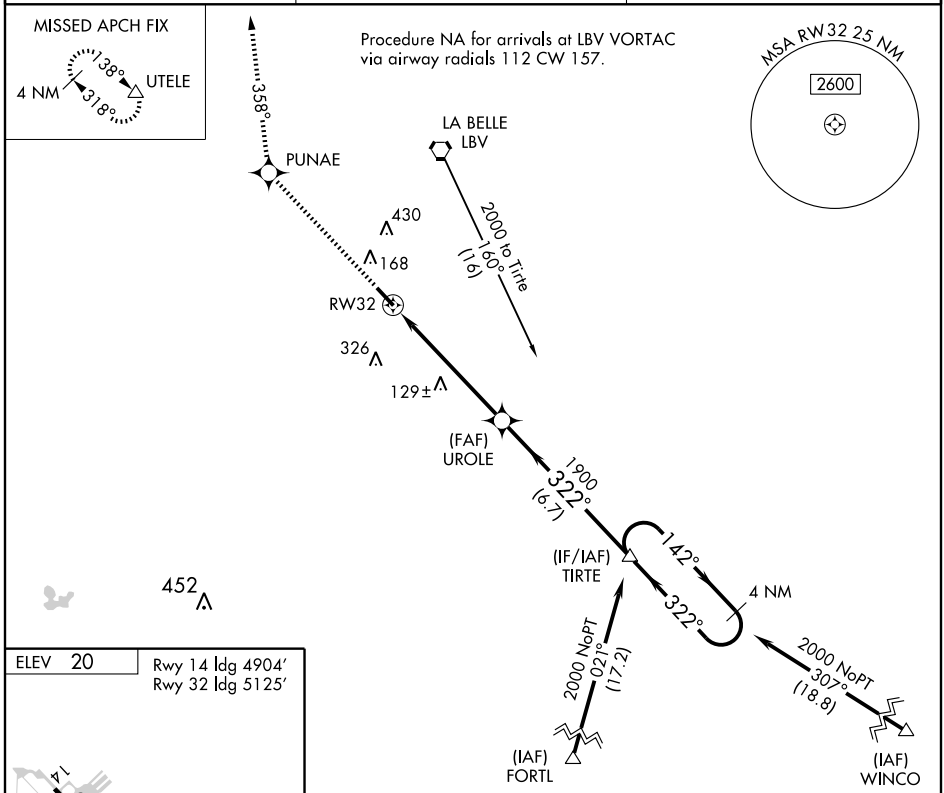 MISSED APCH FIX
138°
UTELE
4 NM
318°
358°
PUNAE
Procedure NA for arrivals at LBV VORTAC
via airway radials 112 CW 157.
MSA RW32 25 NM
2600
LA BELLE
LBV
2000 to Tirte
160°
(16)
430
168
RW32
326
129±
(FAF)
UROLE
1900
322°
(6.7)
(IF/IAF)
TIRTE
142°
322°
4 NM
2000 NoPT
021°
(17.2)
2000 NoPT
307°
(18.8)
(IAF)
FORTL
(IAF)
WINCO
452
ELEV 20
Rwy 14 ldg 4904'
Rwy 32 ldg 5125'
14